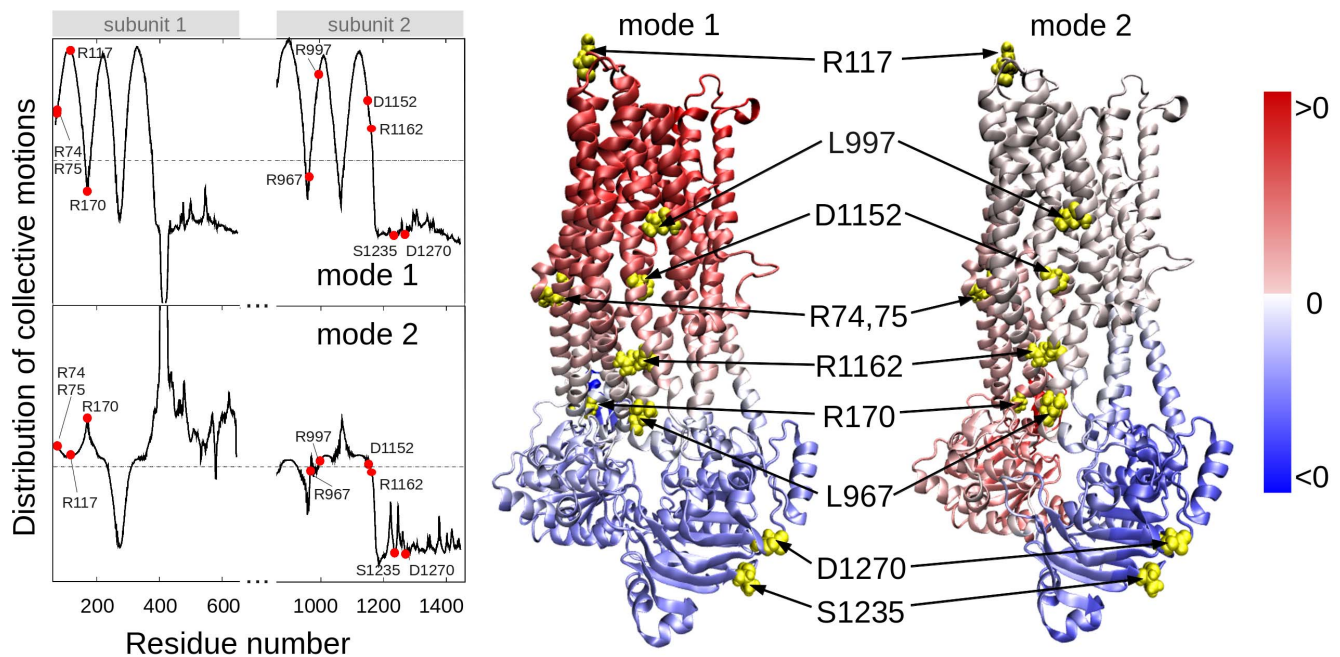 subunit 1
subunit 2
Distribution of collective motions
R117
R74
R75
R170
R997
D1152
R1162
R967
S1235
D1270
mode 1
...
mode 2
R74
R75
R170
R117
R997
D1152
R967
R1162
S1235
D1270
...
200
400
600
1000
1200
1400
Residue number
mode 1
mode 2
R117
L997
D1152
R74,75
R1162
R170
L967
D1270
S1235
>0
0
<0